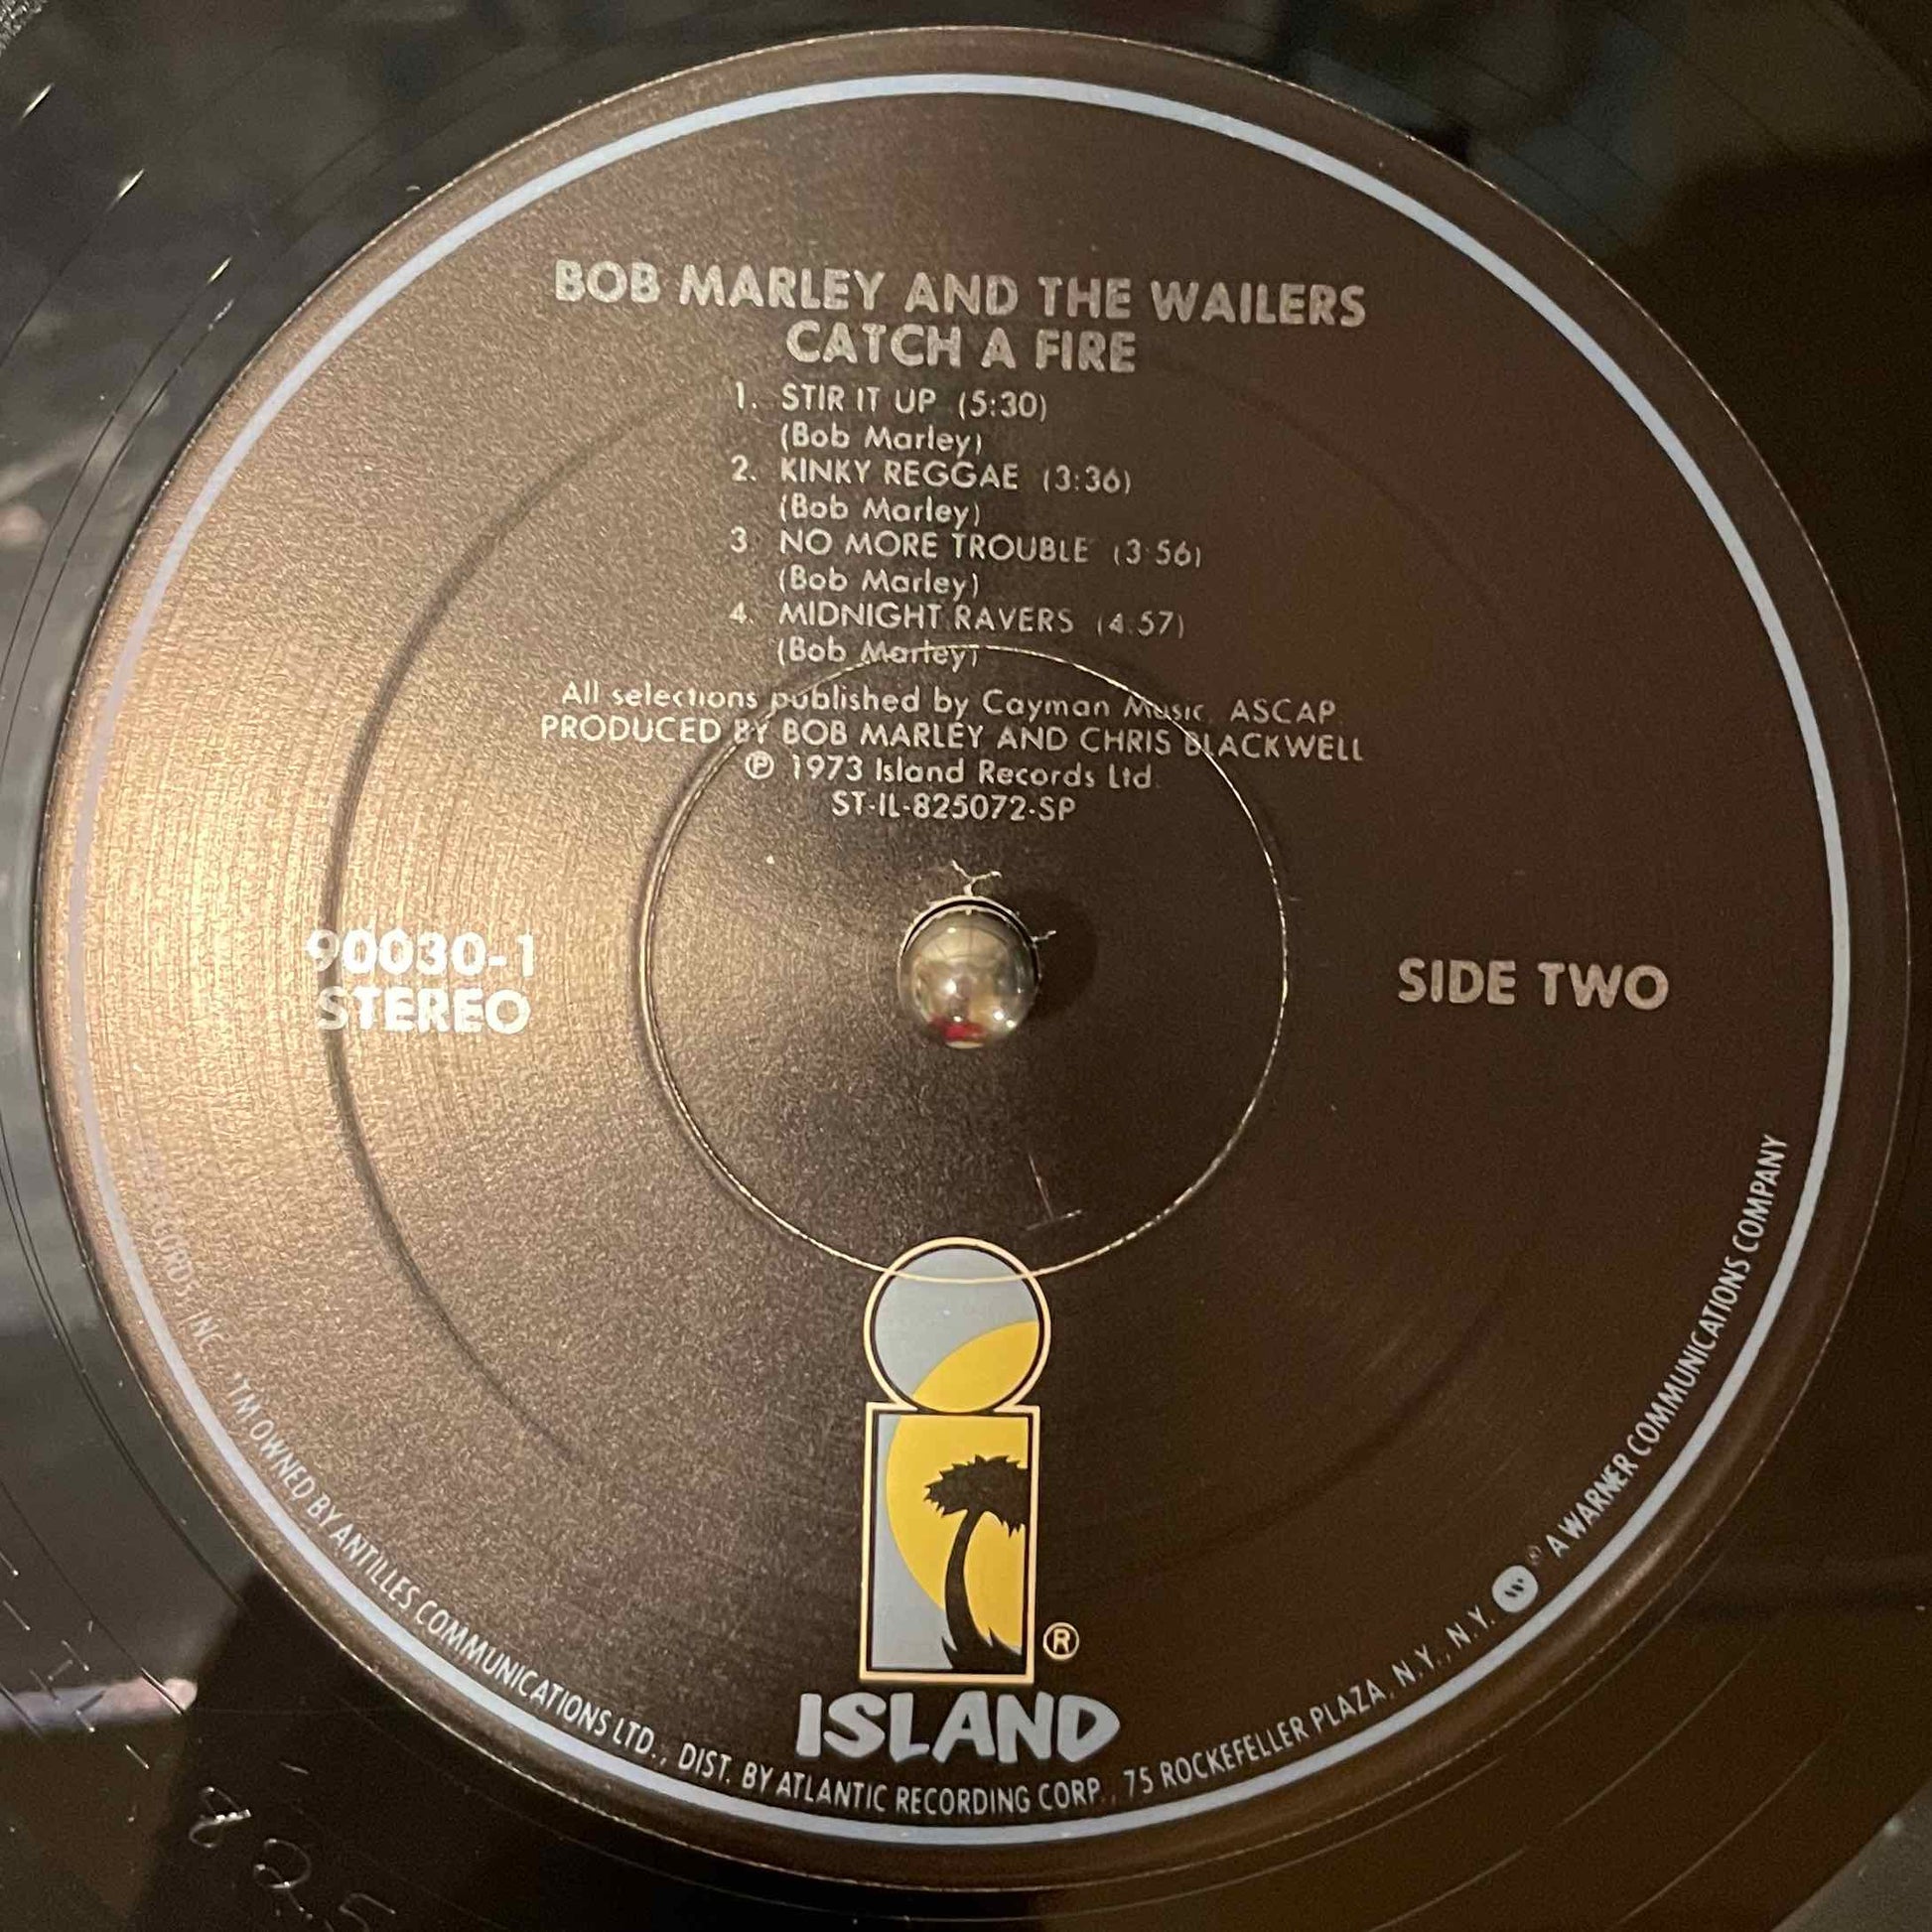 BOB MARLEY AND THE WAILERS
CATCH A FIRE
1. STIR IT UP (5:30)
(Bob Marley)
2. KINKY REGGAE (3:36)
(Bob Marley)
3 NO MORE TROUBLE (3:56)
(Bob Marley)
4. MIDNIGHT RAVERS (4:57)
(Bob Marley)
All selections published by Cayman Music, ASCAP.
PRODUCED BY BOB MARLEY AND CHRIS BLACKWELL
℗ 1973 Island Records Ltd.
ST-IL-825072-SP
90030-1
STEREO
SIDE TWO
®
ISLAND
RECORDS, INC. *TM OWNED BY ANTILLES COMMUNICATIONS LTD., DIST. BY ATLANTIC RECORDING CORP., 75 ROCKEFELLER PLAZA, N.Y., N.Y. ® A WARNER COMMUNICATIONS COMPANY
825